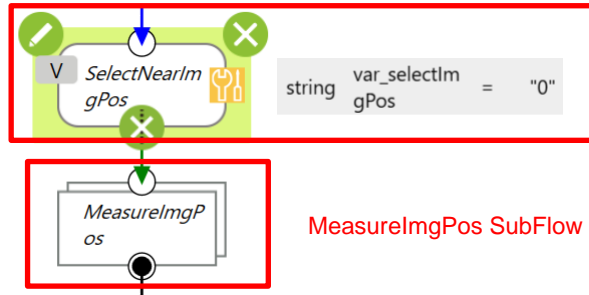 V
SelectNearIm
gPos
string var_selectIm
gPos = "0"
MeasureImgP
os
MeasureImgPos SubFlow